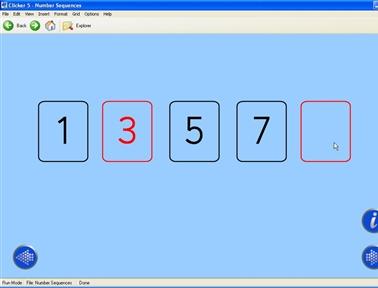 Clicker 5 - Number Sequences
File Edit View Insert Format Grid Options Help
Back Explorer
1 3 5 7
i
Run Mode File: Number Sequences Done